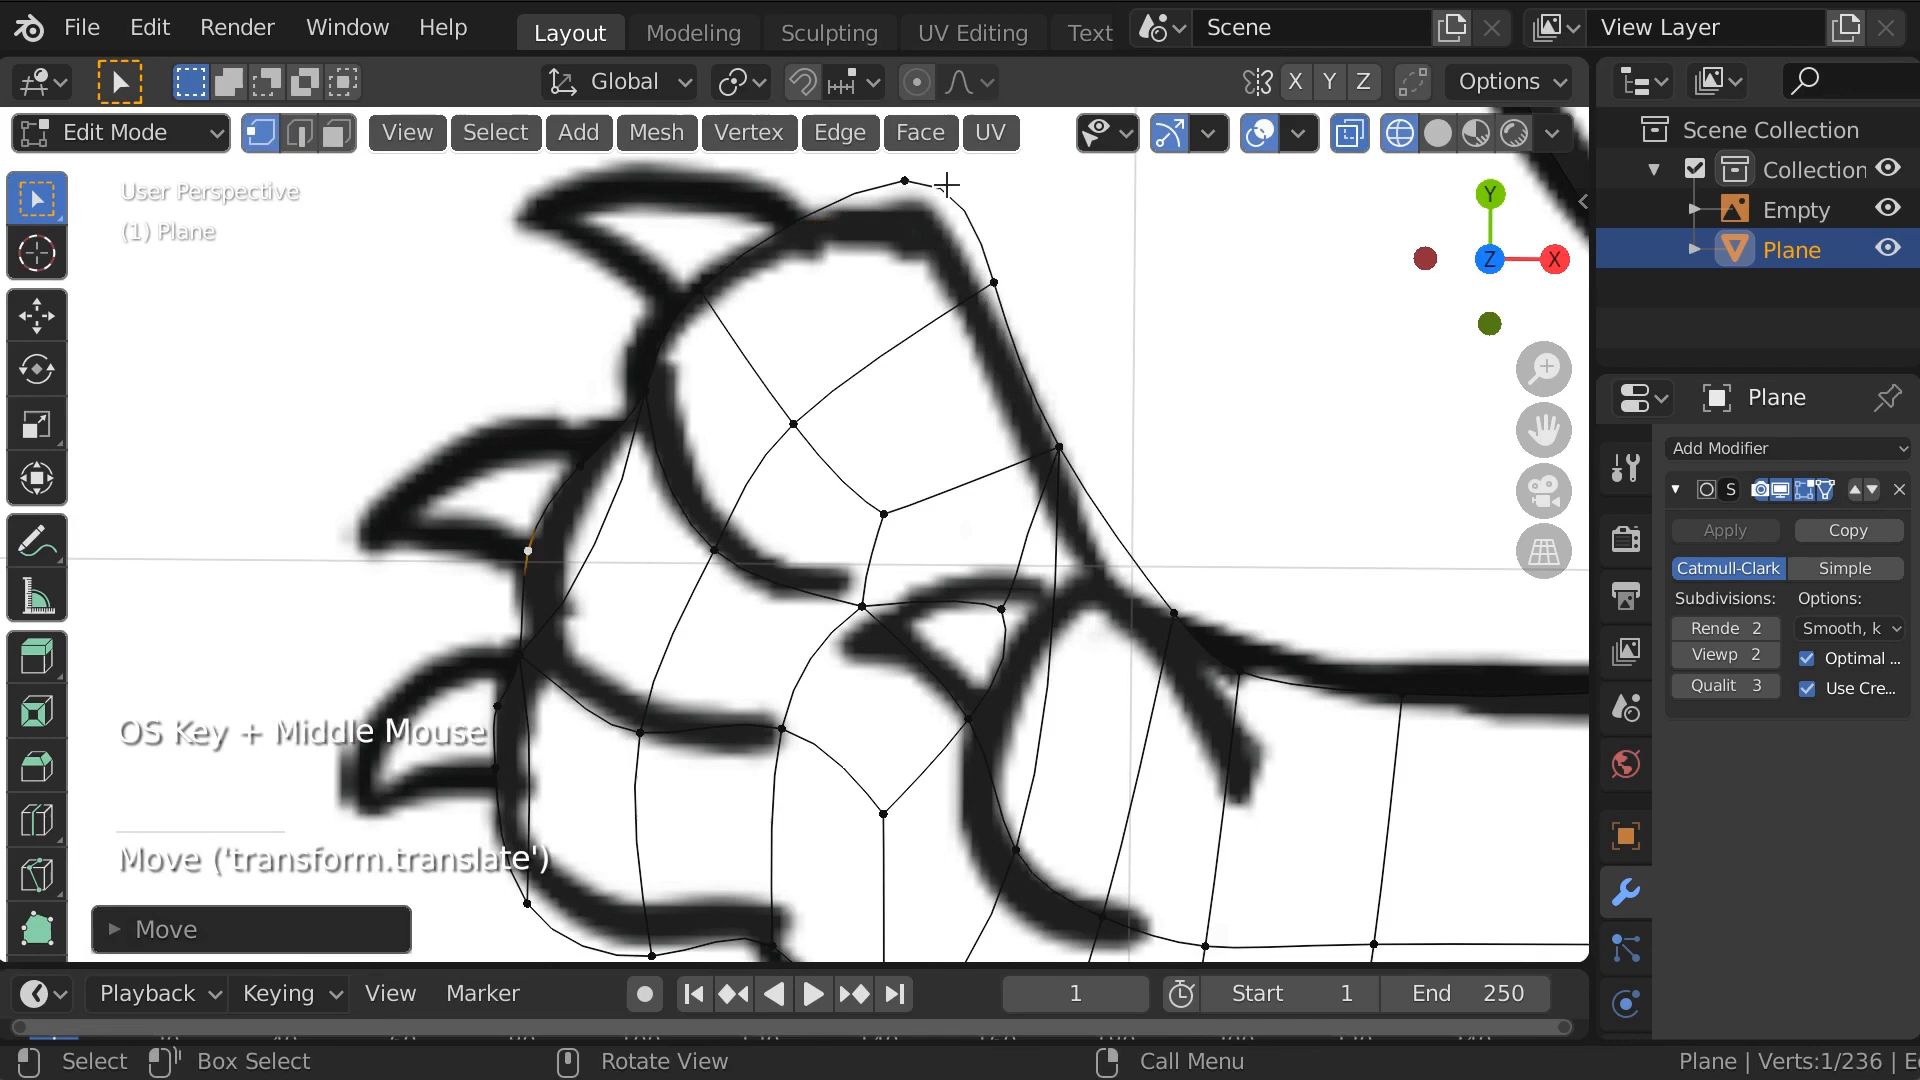 File Edit Render Window Help Layout Modeling Sculpting UV Editing Text Scene View Layer
Global X Y Z Options
Edit Mode View Select Add Mesh Vertex Edge Face UV
Scene Collection
Collection
Empty
Plane
User Perspective
(1) Plane
Y
Z X
Plane
Add Modifier
S
Apply Copy
Catmull-Clark Simple
Subdivisions: Options:
Rende 2 Smooth, k
Viewp 2 Optimal ...
Qualit 3 Use Cre...
OS Key + Middle Mouse
Move ('transform.translate')
Move
Playback Keying View Marker 1 Start 1 End 250
Select Box Select Rotate View Call Menu Plane | Verts:1/236 | E